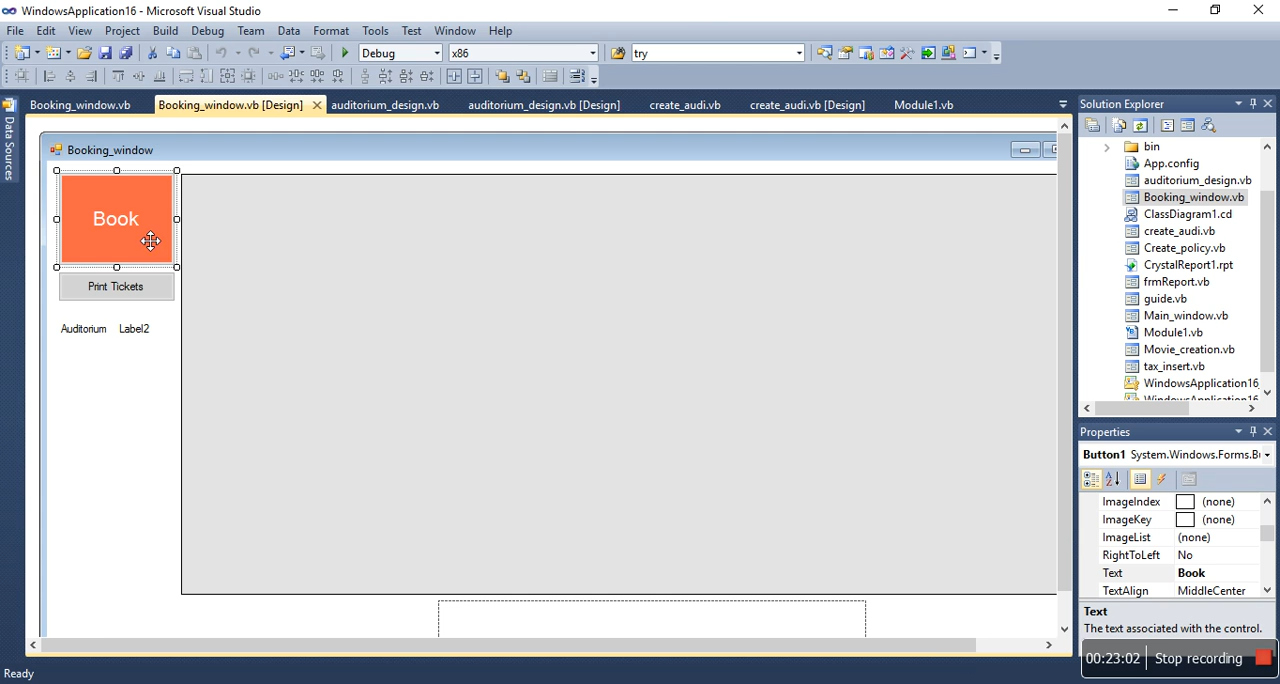 WindowsApplication16 - Microsoft Visual Studio
File Edit View Project Build Debug Team Data Format Tools Test Window Help
Debug x86 try
Booking_window.vb Booking_window.vb [Design] auditorium_design.vb auditorium_design.vb [Design] create_audi.vb create_audi.vb [Design] Module1.vb
Data Sources
Booking_window
Book
Print Tickets
Auditorium Label2
Solution Explorer
bin
App.config
auditorium_design.vb
Booking_window.vb
ClassDiagram1.cd
create_audi.vb
Create_policy.vb
CrystalReport1.rpt
frmReport.vb
guide.vb
Main_window.vb
Module1.vb
Movie_creation.vb
tax_insert.vb
WindowsApplication16
WindowsApplication16
Properties
Button1 System.Windows.Forms.B
ImageIndex (none)
ImageKey (none)
ImageList (none)
RightToLeft No
Text Book
TextAlign MiddleCenter
Text
The text associated with the control.
00:23:02 Stop recording
Ready